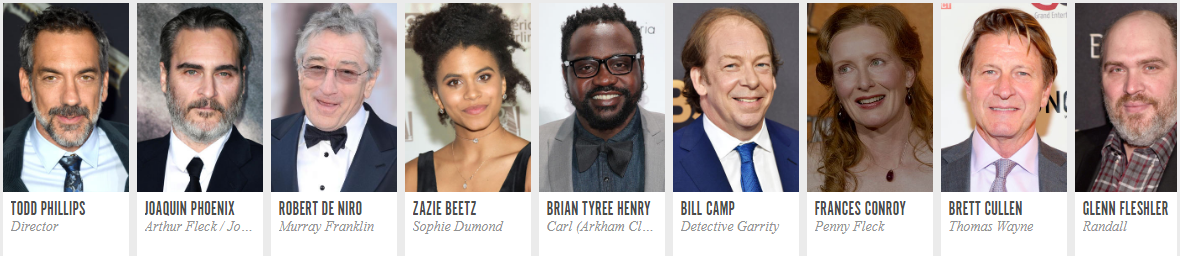 TODD PHILLIPS
Director
JOAQUIN PHOENIX
Arthur Fleck / Jo...
ROBERT DE NIRO
Murray Franklin
ZAZIE BEETZ
Sophie Dumond
BRIAN TYREE HENRY
Carl (Arkham Cl...
BILL CAMP
Detective Garrity
FRANCES CONROY
Penny Fleck
BRETT CULLEN
Thomas Wayne
GLENN FLESHLER
Randall